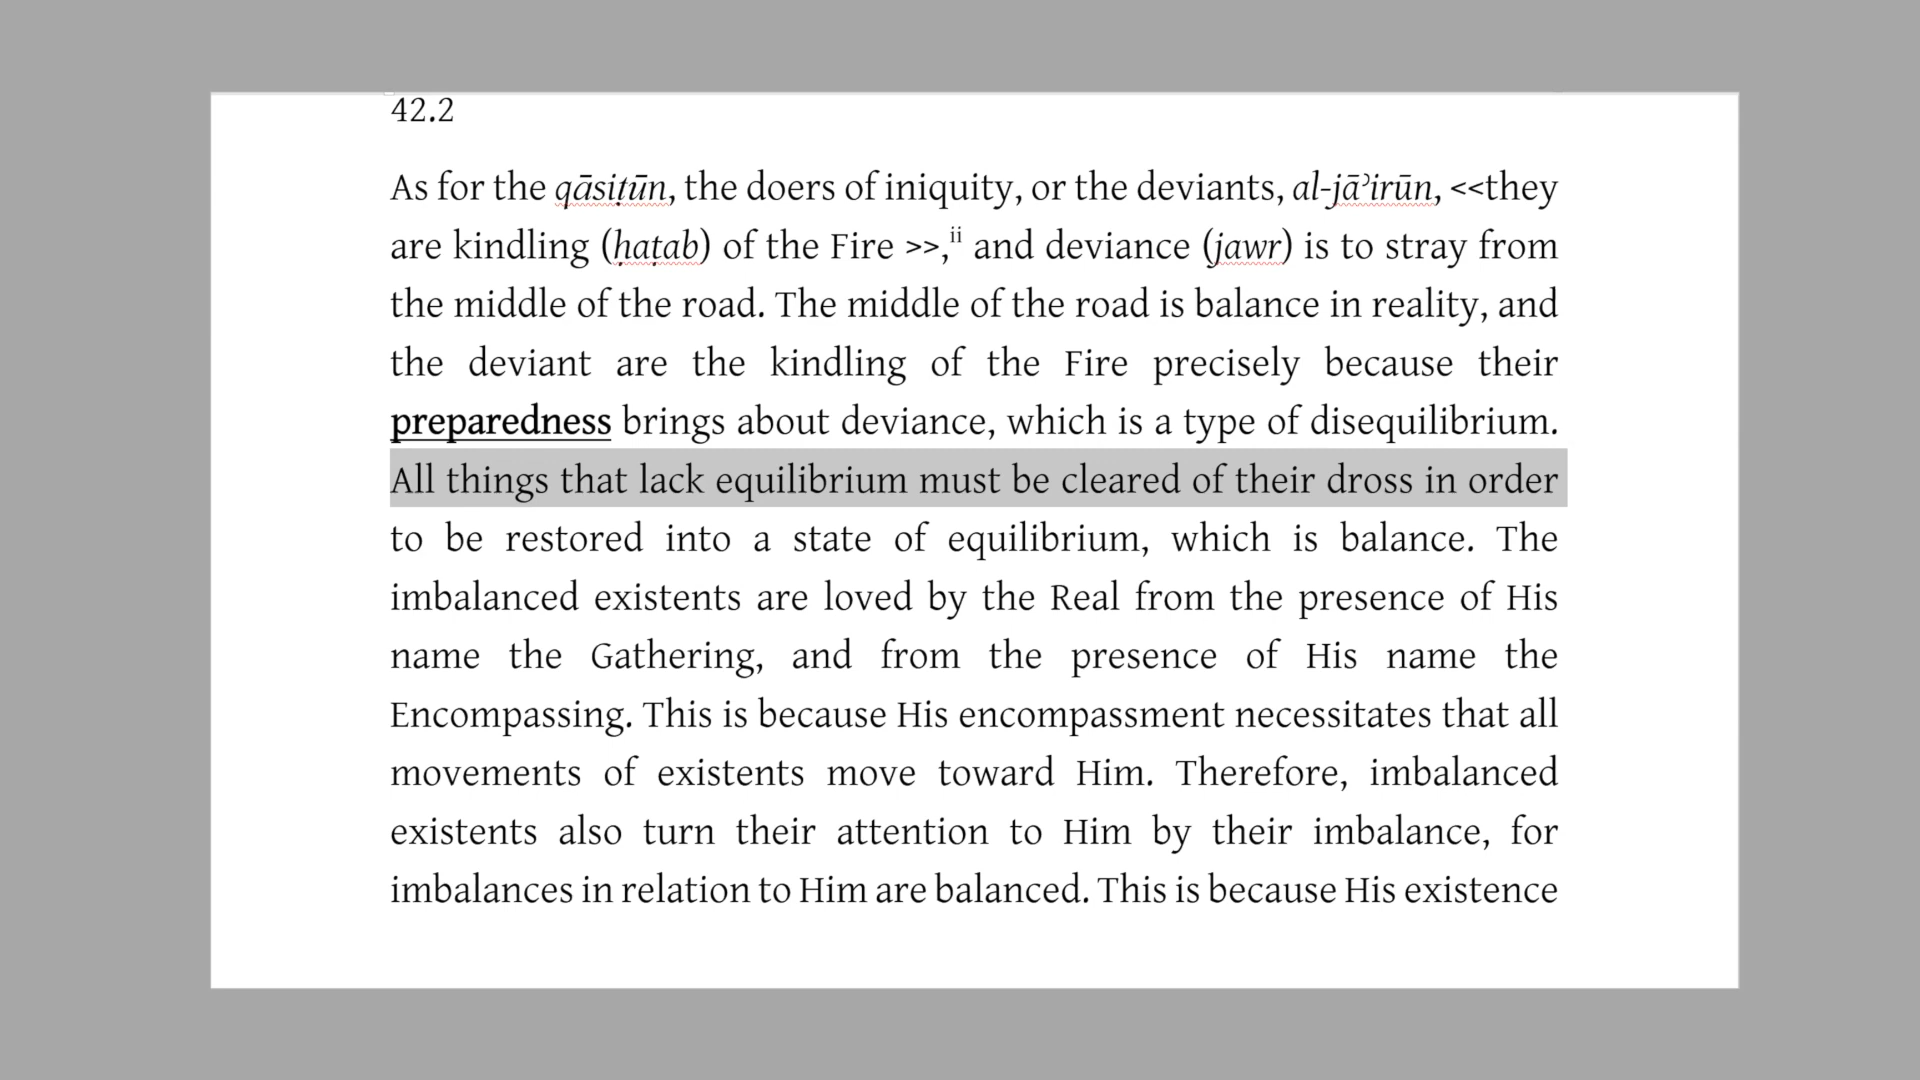 42.2
As for the qāsiṭūn, the doers of iniquity, or the deviants, al-jāʾirūn, <<they
are kindling (ḥaṭab) of the Fire >>,ii and deviance (jawr) is to stray from
the middle of the road. The middle of the road is balance in reality, and
the deviant are the kindling of the Fire precisely because their
preparedness brings about deviance, which is a type of disequilibrium.
All things that lack equilibrium must be cleared of their dross in order
to be restored into a state of equilibrium, which is balance. The
imbalanced existents are loved by the Real from the presence of His
name the Gathering, and from the presence of His name the
Encompassing. This is because His encompassment necessitates that all
movements of existents move toward Him. Therefore, imbalanced
existents also turn their attention to Him by their imbalance, for
imbalances in relation to Him are balanced. This is because His existence